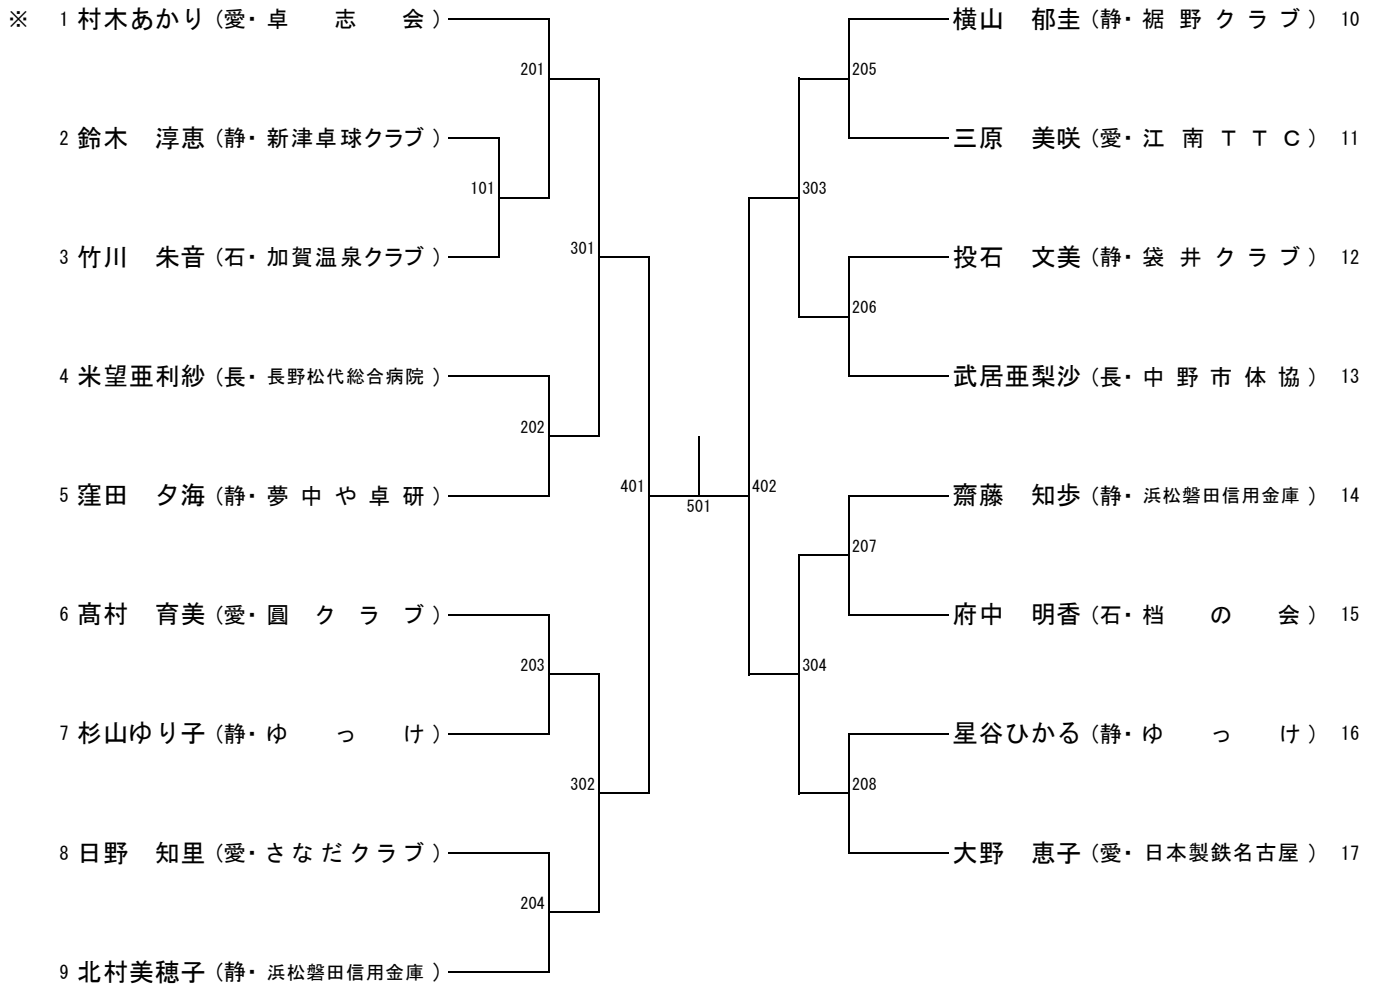 ※ 1 村木あかり (愛・卓志会) 横山 郁圭 (静・裾野クラブ) 10
201 205
2 鈴木 淳恵 (静・新津卓球クラブ) 三原 美咲 (愛・江南TTC) 11
101 303
3 竹川 朱音 (石・加賀温泉クラブ) 301 投石 文美 (静・袋井クラブ) 12
206
4 米望亜利紗 (長・長野松代総合病院) 武居亜梨沙 (長・中野市体協) 13
202
5 窪田 夕海 (静・夢中や卓研) 401 402 齋藤 知歩 (静・浜松磐田信用金庫) 14
501
207
6 髙村 育美 (愛・圓クラブ) 府中 明香 (石・档の会) 15
203 304
7 杉山ゆり子 (静・ゆっけ) 星谷ひかる (静・ゆっけ) 16
302 208
8 日野 知里 (愛・さなだクラブ) 大野 恵子 (愛・日本製鉄名古屋) 17
204
9 北村美穂子 (静・浜松磐田信用金庫)